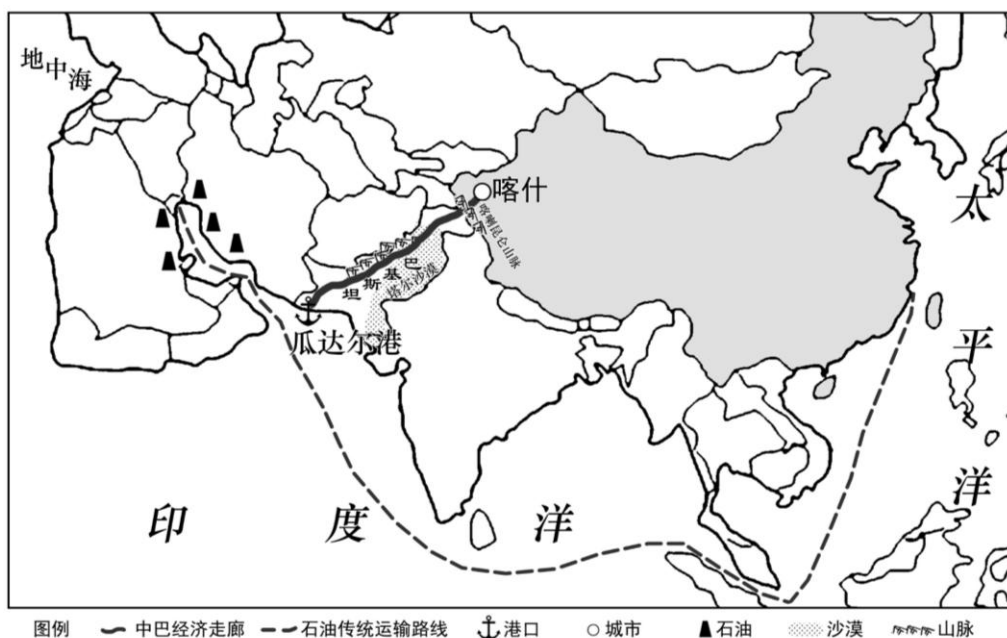 地中海
喀什
喀喇昆仑山脉
太平洋
巴基斯坦
塔尔沙漠
瓜达尔港
印度洋
图例 中巴经济走廊 石油传统运输路线 港口 城市 石油 沙漠 山脉